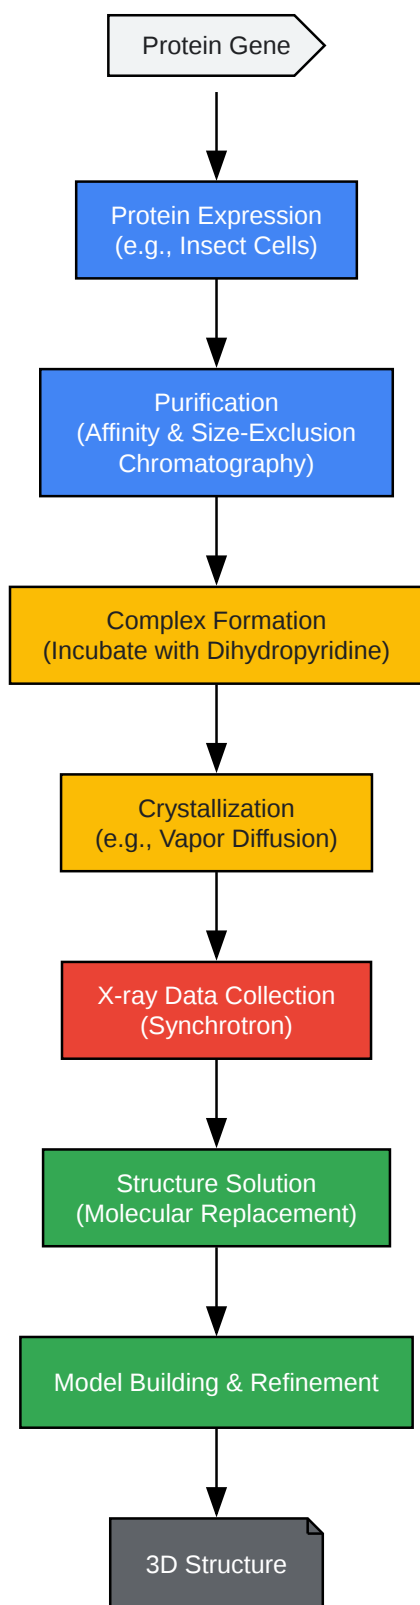 Protein Gene
Protein Expression
(e.g., Insect Cells)
Purification
(Affinity & Size-Exclusion
Chromatography)
Complex Formation
(Incubate with Dihydropyridine)
Crystallization
(e.g., Vapor Diffusion)
X-ray Data Collection
(Synchrotron)
Structure Solution
(Molecular Replacement)
Model Building & Refinement
3D Structure